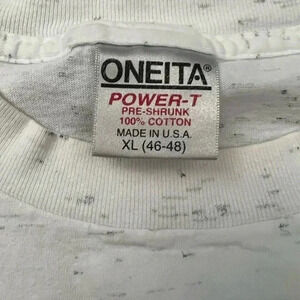 ONEITA®
POWER-T
PRE-SHRUNK
100% COTTON
MADE IN U.S.A.
XL (46-48)